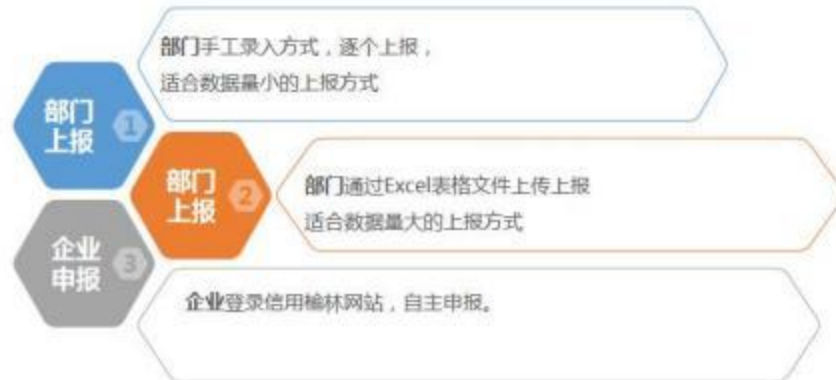 部门
上报
1
部门手工录入方式，逐个上报，
适合数据量小的上报方式
部门
上报
2
部门通过Excel表格文件上传上报
适合数据量大的上报方式
企业
申报
3
企业登录信用榆林网站，自主申报。